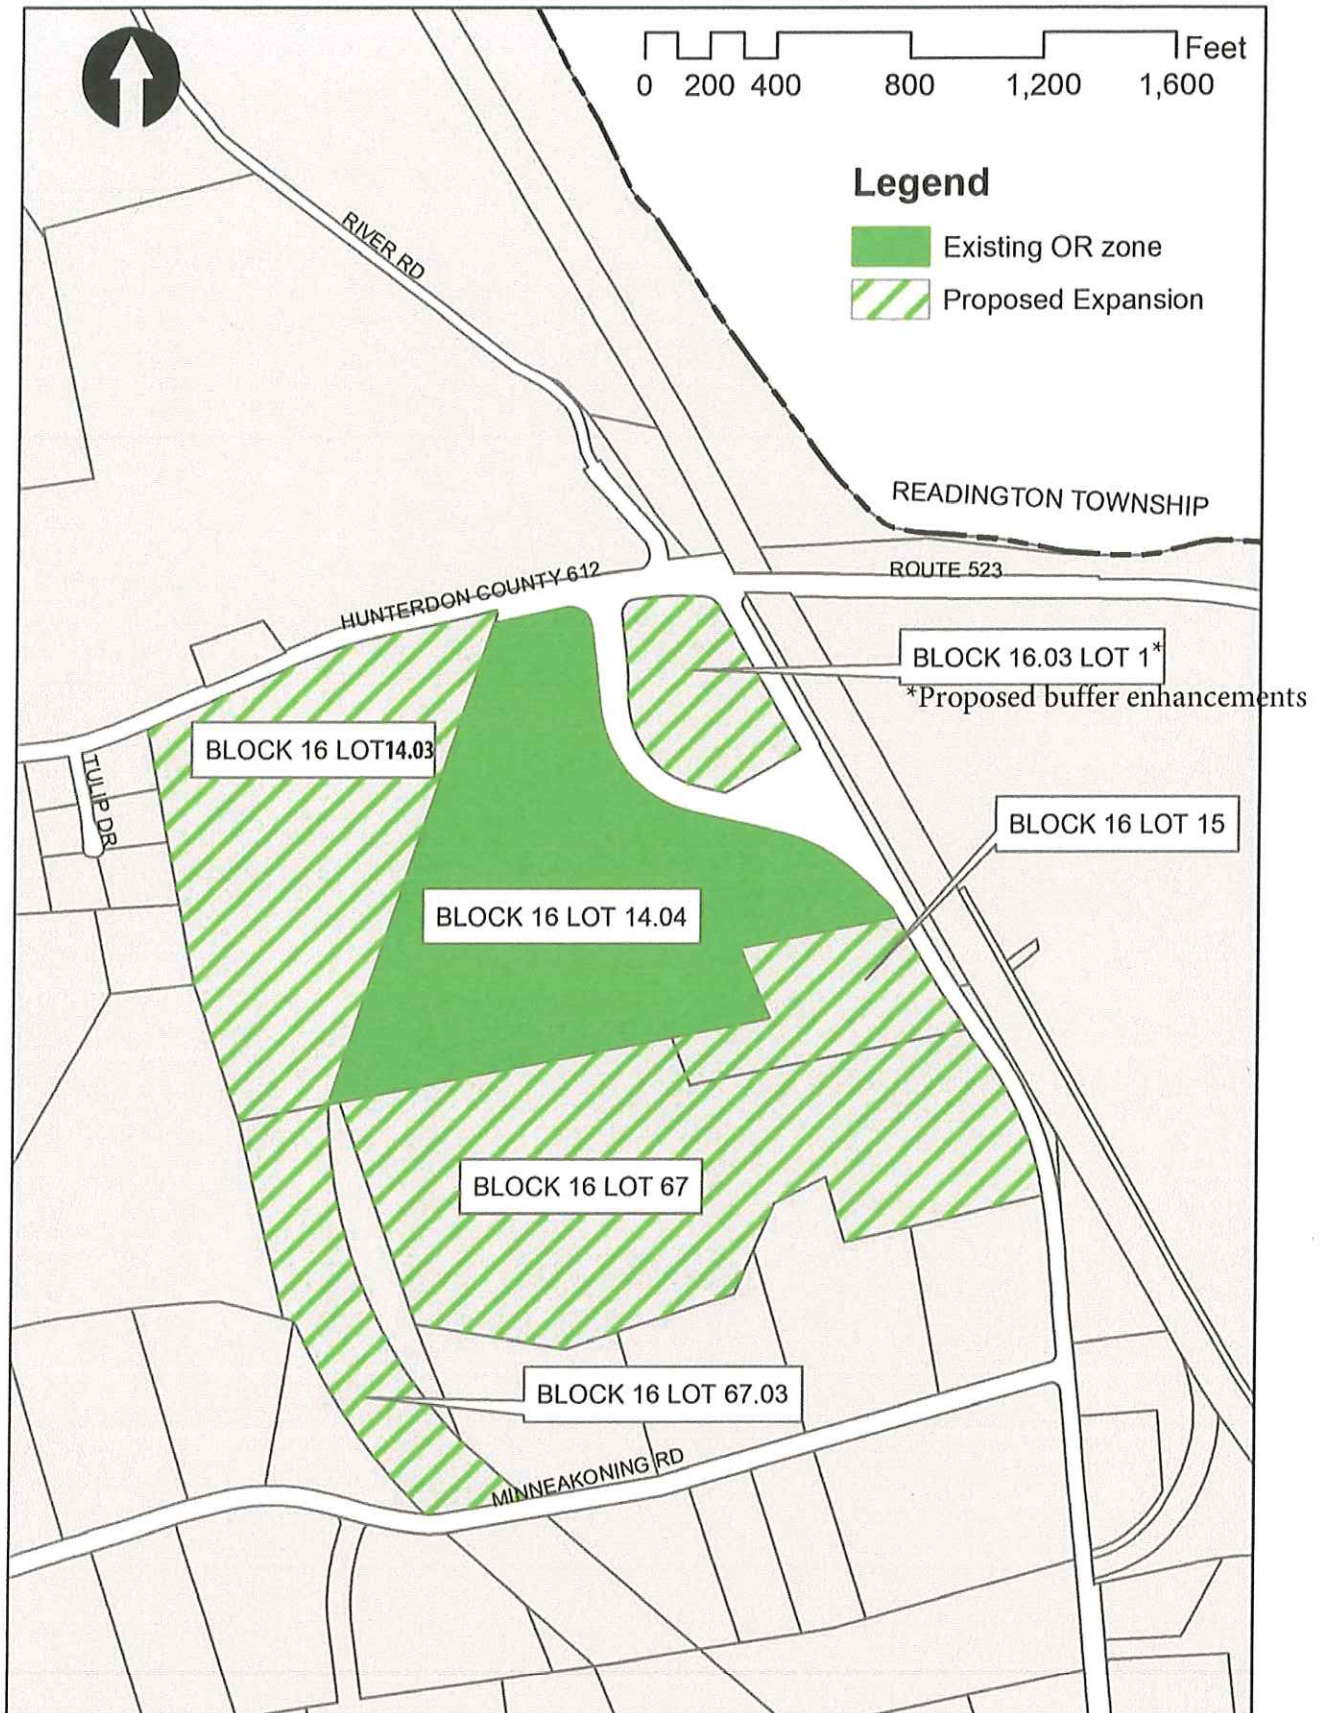 Feet
0 200 400 800 1,200 1,600
Legend
Existing OR zone
Proposed Expansion
RIVER RD
READINGTON TOWNSHIP
ROUTE 523
HUNTERDON COUNTY 612
BLOCK 16.03 LOT 1*
*Proposed buffer enhancements
BLOCK 16 LOT14.03
TULIP DR
BLOCK 16 LOT 15
BLOCK 16 LOT 14.04
BLOCK 16 LOT 67
BLOCK 16 LOT 67.03
MINNEAKONING RD